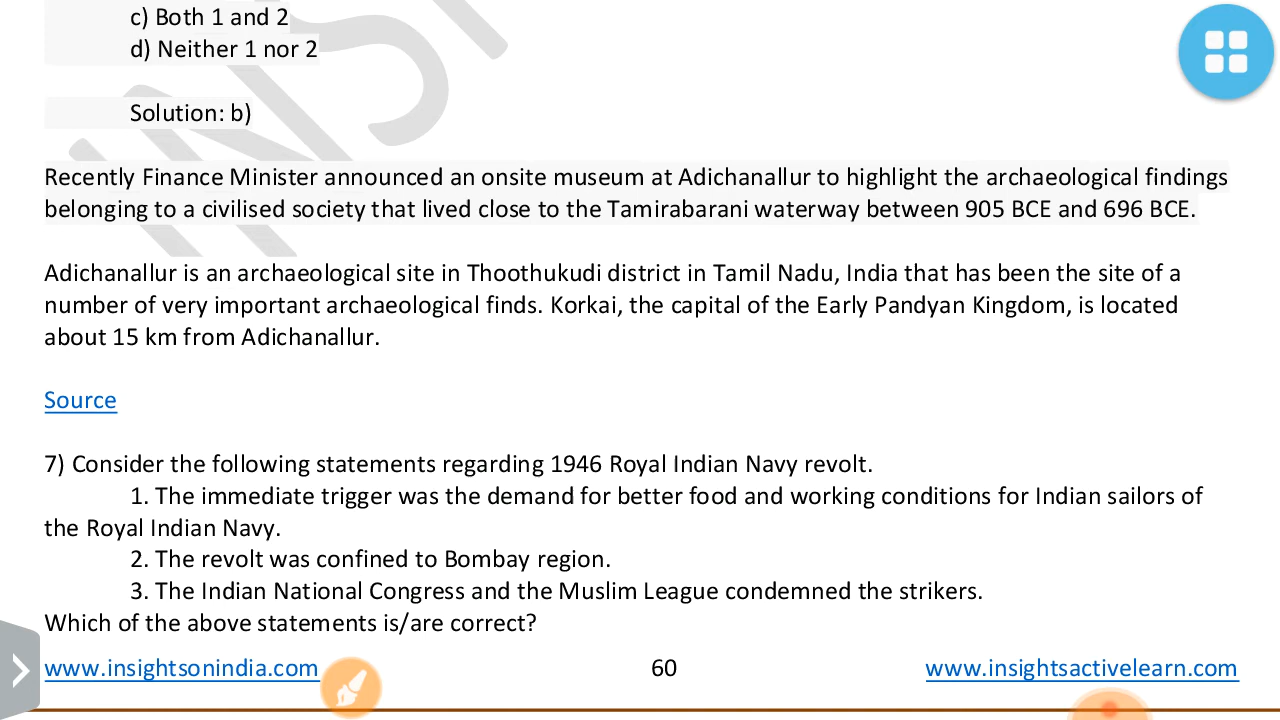 c) Both 1 and 2
d) Neither 1 nor 2
Solution: b)
Recently Finance Minister announced an onsite museum at Adichanallur to highlight the archaeological findings
belonging to a civilised society that lived close to the Tamirabarani waterway between 905 BCE and 696 BCE.
Adichanallur is an archaeological site in Thoothukudi district in Tamil Nadu, India that has been the site of a
number of very important archaeological finds. Korkai, the capital of the Early Pandyan Kingdom, is located
about 15 km from Adichanallur.
Source
7) Consider the following statements regarding 1946 Royal Indian Navy revolt.
1. The immediate trigger was the demand for better food and working conditions for Indian sailors of
the Royal Indian Navy.
2. The revolt was confined to Bombay region.
3. The Indian National Congress and the Muslim League condemned the strikers.
Which of the above statements is/are correct?
www.insightsonindia.com 60 www.insightsactivelearn.com